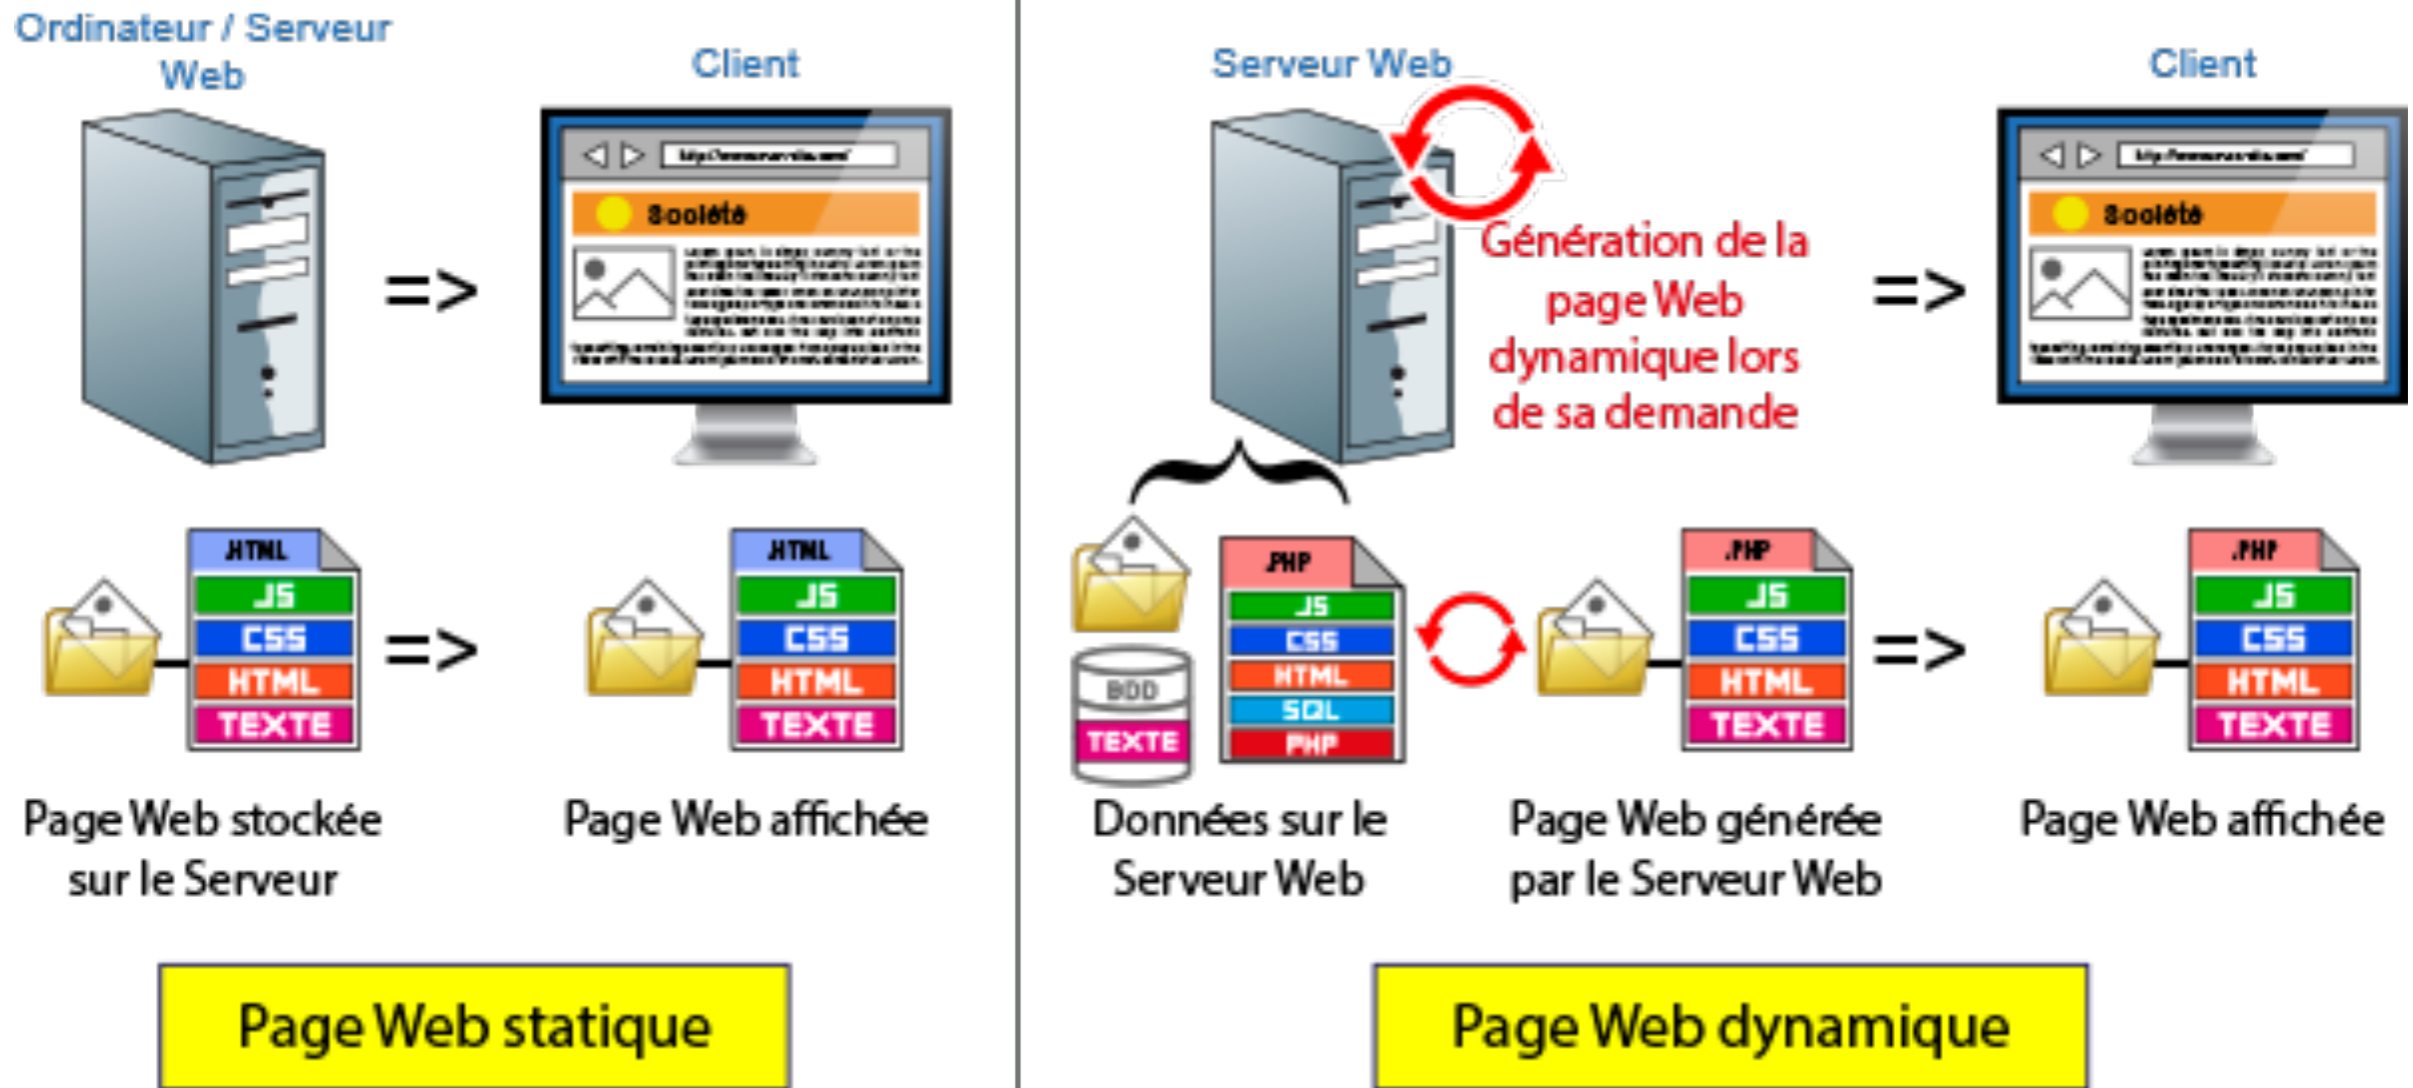 Ordinateur / Serveur
Web
Client
Société
=>
.HTML
JS
CSS
HTML
TEXTE
=>
.HTML
JS
CSS
HTML
TEXTE
Page Web stockée
sur le Serveur
Page Web affichée
Page Web statique
Serveur Web
Client
Génération de la
page Web
dynamique lors
de sa demande
=>
Société
BDD
TEXTE
.PHP
JS
CSS
HTML
SQL
PHP
.PHP
JS
CSS
HTML
TEXTE
=>
.PHP
JS
CSS
HTML
TEXTE
Données sur le
Serveur Web
Page Web générée
par le Serveur Web
Page Web affichée
Page Web dynamique